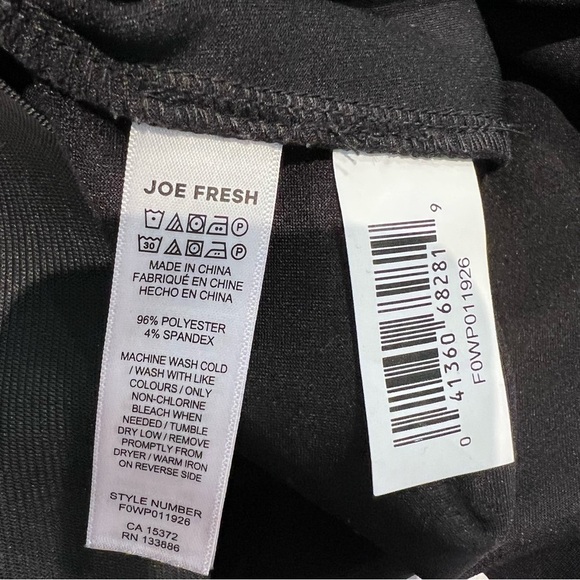 JOE FRESH
30
MADE IN CHINA
FABRIQUÉ EN CHINE
HECHO EN CHINA
96% POLYESTER
4% SPANDEX
MACHINE WASH COLD
/ WASH WITH LIKE
COLOURS / ONLY
NON-CHLORINE
BLEACH WHEN
NEEDED / TUMBLE
DRY LOW / REMOVE
PROMPTLY FROM
DRYER / WARM IRON
ON REVERSE SIDE
STYLE NUMBER
F0WP011926
CA 15372
RN 133886
0 41360 68281 9
F0WP011926